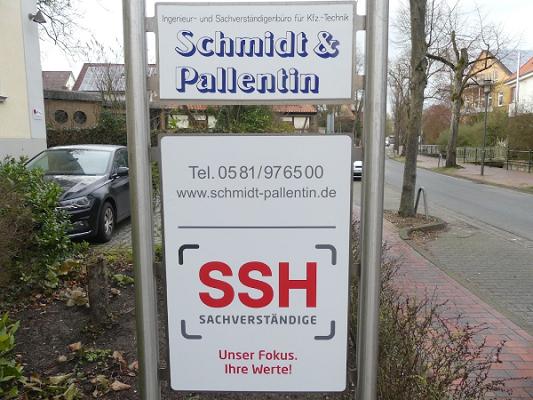 Ingenieur- und Sachverständigenbüro für Kfz.-Technik
Schmidt &
Pallentin
Tel. 0581/976500
www.schmidt-pallentin.de
SSH
SACHVERSTÄNDIGE
Unser Fokus.
Ihre Werte!